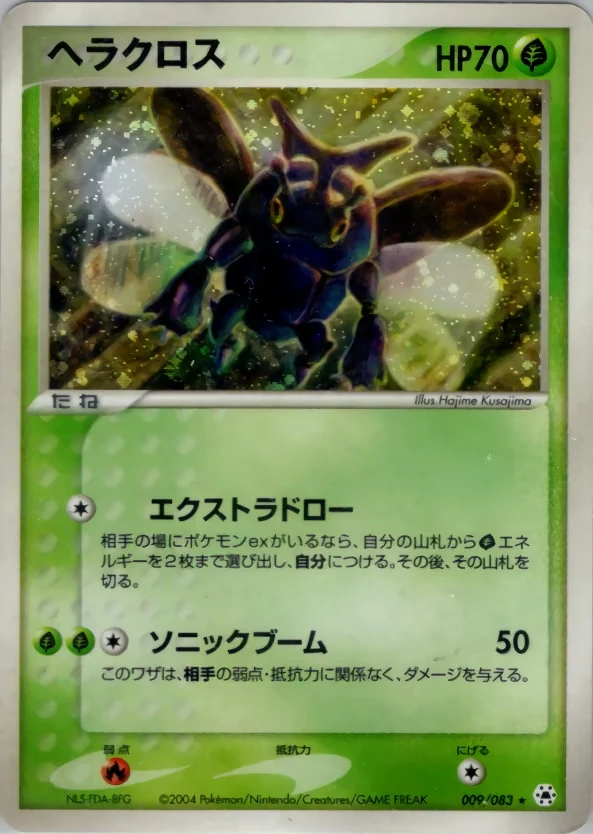 ヘラクロス HP70
たね Illus. Hajime Kusajima
エクストラドロー
相手の場にポケモンexがいるなら、自分の山札からエネ
ルギーを2枚まで選び出し、自分につける。その後、その山札を
切る。
ソニックブーム 50
このワザは、相手の弱点・抵抗力に関係なく、ダメージを与える。
弱点 抵抗力 にげる
NLS-FDA-8FG ©2004 Pokémon/Nintendo/Creatures/GAME FREAK 009/083 ★